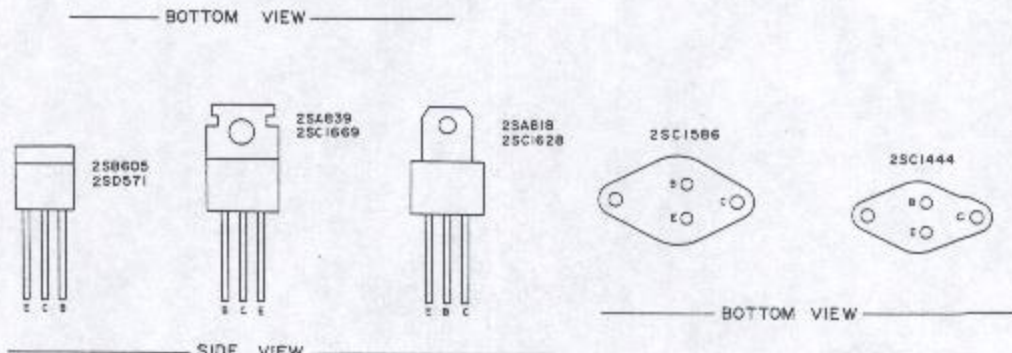 BOTTOM VIEW
2SB605
2SD571
E C B
2SA839
2SC1669
B C E
2SA818
2SC1628
E B C
2SC1586
B
E
C
2SC1444
B
E
C
SIDE VIEW
BOTTOM VIEW